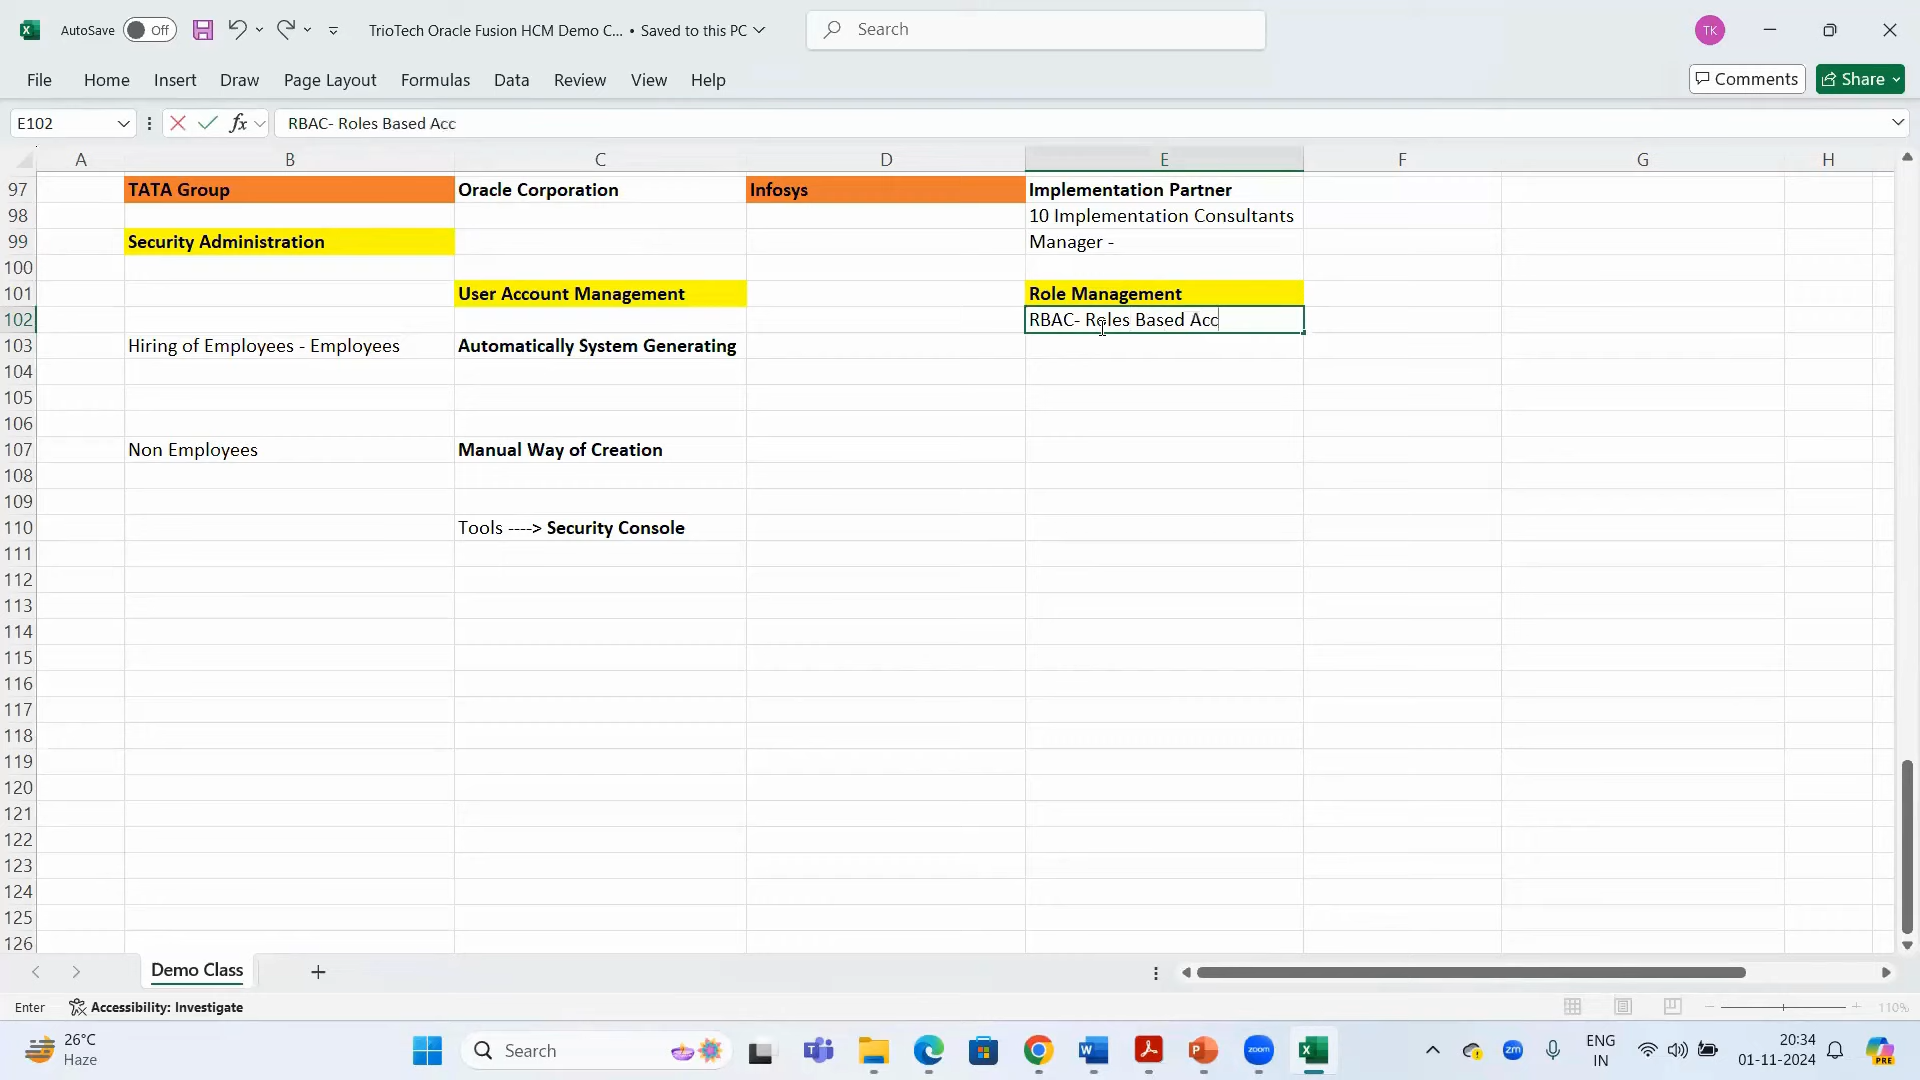 AutoSave Off TrioTech Oracle Fusion HCM Demo C... • Saved to this PC Search TK
File Home Insert Draw Page Layout Formulas Data Review View Help Comments Share
E102 fx RBAC- Roles Based Acc
A B C D E F G H
97 TATA Group Oracle Corporation Infosys Implementation Partner
98 10 Implementation Consultants
99 Security Administration Manager -
100
101 User Account Management Role Management
102 RBAC- Roles Based Acc
103 Hiring of Employees - Employees Automatically System Generating
104
105
106
107 Non Employees Manual Way of Creation
108
109
110 Tools ----> Security Console
111
112
113
114
115
116
117
118
119
120
121
122
123
124
125
126
Demo Class
Enter Accessibility: Investigate 110%
26°C
Haze
Search
zoom
zm
ENG
IN
20:34
01-11-2024
PRE